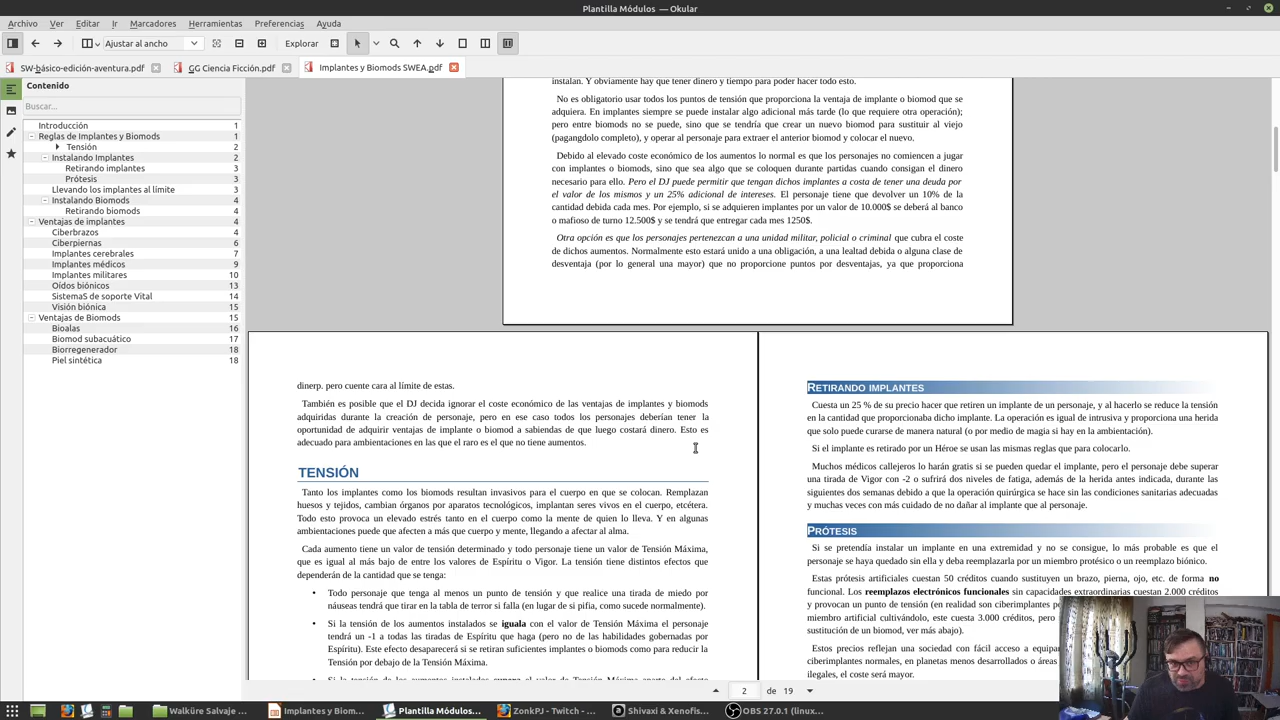 Plantilla Módulos — Okular
Archivo Ver Editar Ir Marcadores Herramientas Preferencias Ayuda
Ajustar al ancho Explorar
SW-básico-edición-aventura.pdf GG Ciencia Ficción.pdf Implantes y Biomods SWEA.pdf
Contenido
Buscar...
Introducción 1
Reglas de Implantes y Biomods 1
Tensión 2
Instalando Implantes 2
Retirando implantes 3
Prótesis 3
Llevando los implantes al límite 3
Instalando Biomods 4
Retirando biomods 4
Ventajas de implantes 4
Ciberbrazos 4
Ciberpiernas 6
Implantes cerebrales 7
Implantes médicos 9
Implantes militares 10
Oídos biónicos 13
SistemaS de soporte Vital 14
Visión biónica 15
Ventajas de Biomods 15
Bioalas 16
Biomod subacuático 17
Biorregenerador 18
Piel sintética 18
instalan. Y obviamente hay que tener dinero y tiempo para poder hacer todo esto.
No es obligatorio usar todos los puntos de tensión que proporciona la ventaja de implante o biomod que se
adquiera. En implantes siempre se puede instalar algo adicional más tarde (lo que requiere otra operación);
pero entre biomods no se puede, sino que se tendría que crear un nuevo biomod para sustituir al viejo
(pagangdolo completo), y operar al personaje para extraer el anterior biomod y colocar el nuevo.
Debido al elevado coste económico de los aumentos lo normal es que los personajes no comiencen a jugar
con implantes o biomods, sino que sea algo que se coloquen durante partidas cuando consigan el dinero
necesario para ello. Pero el DJ puede permitir que tengan dichos implantes a costa de tener una deuda por
el valor de los mismos y un 25% adicional de intereses. El personaje tiene que devolver un 10% de la
cantidad debida cada mes. Por ejemplo, si se adquieren implantes por un valor de 10.000$ se deberá al banco
o mafioso de turno 12.500$ y se tendrá que entregar cada mes 1250$.
Otra opción es que los personajes pertenezcan a una unidad militar, policial o criminal que cubra el coste
de dichos aumentos. Normalmente esto estará unido a una obligación, a una lealtad debida o alguna clase de
desventaja (por lo general una mayor) que no proporcione puntos por desventajas, ya que proporciona
dinerp. pero cuente cara al límite de estas.
También es posible que el DJ decida ignorar el coste económico de las ventajas de implantes y biomods
adquiridas durante la creación de personaje, pero en ese caso todos los personajes deberían tener la
oportunidad de adquirir ventajas de implante o biomod a sabiendas de que luego costará dinero. Esto es
adecuado para ambientaciones en las que el raro es el que no tiene aumentos.
TENSIÓN
Tanto los implantes como los biomods resultan invasivos para el cuerpo en que se colocan. Remplazan
huesos y tejidos, cambian órganos por aparatos tecnológicos, implantan seres vivos en el cuerpo, etcétera.
Todo esto provoca un elevado estrés tanto en el cuerpo como la mente de quien lo lleva. Y en algunas
ambientaciones puede que afecten a más que cuerpo y mente, llegando a afectar al alma.
Cada aumento tiene un valor de tensión determinado y todo personaje tiene un valor de Tensión Máxima,
que es igual al más bajo de entre los valores de Espíritu o Vigor. La tensión tiene distintos efectos que
dependerán de la cantidad que se tenga:
• Todo personaje que tenga al menos un punto de tensión y que realice una tirada de miedo por
náuseas tendrá que tirar en la tabla de terror si falla (en lugar de si pifia, como sucede normalmente).
• Si la tensión de los aumentos instalados se iguala con el valor de Tensión Máxima el personaje
tendrá un -1 a todas las tiradas de Espíritu que haga (pero no de las habilidades gobernadas por
Espíritu). Este efecto desaparecerá si se retiran suficientes implantes o biomods como para reducir la
Tensión por debajo de la Tensión Máxima.
RETIRANDO IMPLANTES
Cuesta un 25 % de su precio hacer que retiren un implante de un personaje, y al hacerlo se reduce la tensión
en la cantidad que proporcionaba dicho implante. La operación es igual de intrusiva y proporciona una herida
que solo puede curarse de manera natural (o por medio de magia si hay en la ambientación).
Si el implante es retirado por un Héroe se usan las mismas reglas que para colocarlo.
Muchos médicos callejeros lo harán gratis si se pueden quedar el implante, pero el personaje debe superar
una tirada de Vigor con -2 o sufrirá dos niveles de fatiga, además de la herida antes indicada, durante las
siguientes dos semanas debido a que la operación quirúrgica se hace sin las condiciones sanitarias adecuadas
y muchas veces con más cuidado de no dañar al implante que al personaje.
PRÓTESIS
Si se pretendía instalar un implante en una extremidad y no se consigue, lo más probable es que el
personaje se haya quedado sin ella y deba reemplazarla por un miembro protésico o un reemplazo biónico.
Estas prótesis artificiales cuestan 50 créditos cuando sustituyen un brazo, pierna, ojo, etc. de forma no
funcional. Los reemplazos electrónicos funcionales sin capacidades extraordinarias cuestan 2.000 créditos
y provocan un punto de tensión (en realidad son ciberimplantes
miembro artificial cultivándolo, este cuesta 3.000 créditos, pero
sustitución de un biomod, ver más abajo).
Estos precios reflejan una sociedad con fácil acceso a
ciberimplantes normales, en planetas menos desarrollados o áreas
ilegales, el coste será mayor.
2 de 19
Walküre Salvaje Implantes y Biom... Plantilla Módulos... ZonkPJ - Twitch - ... Shivaxi & Xenofis... OBS 27.0.1 (linux...